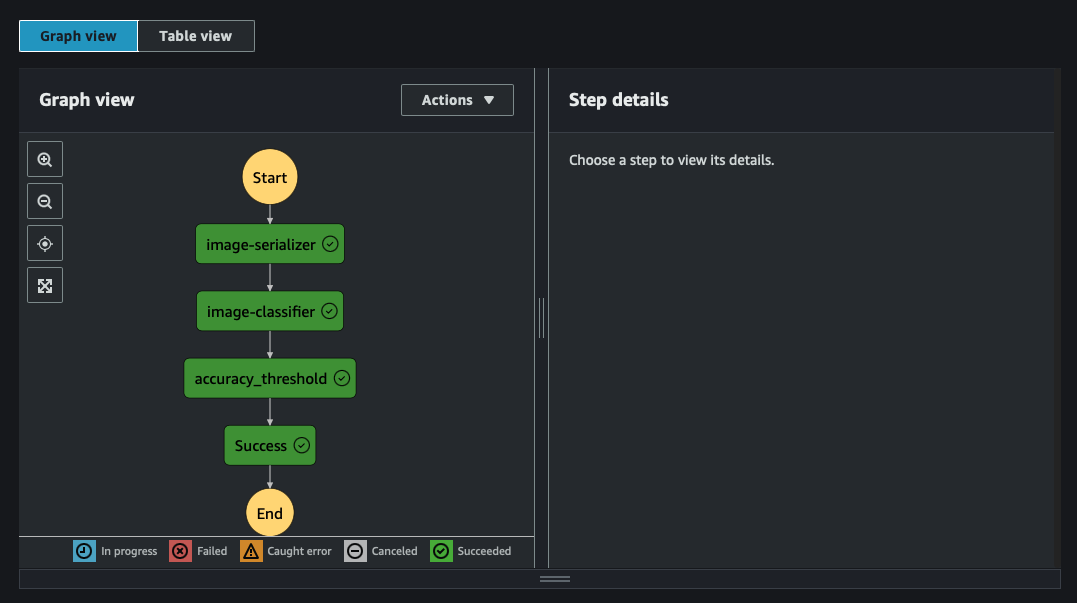 Graph view
Table view
Graph view
Actions
Step details
Choose a step to view its details.
Start
image-serializer
image-classifier
accuracy_threshold
Success
End
In progress
Failed
Caught error
Canceled
Succeeded